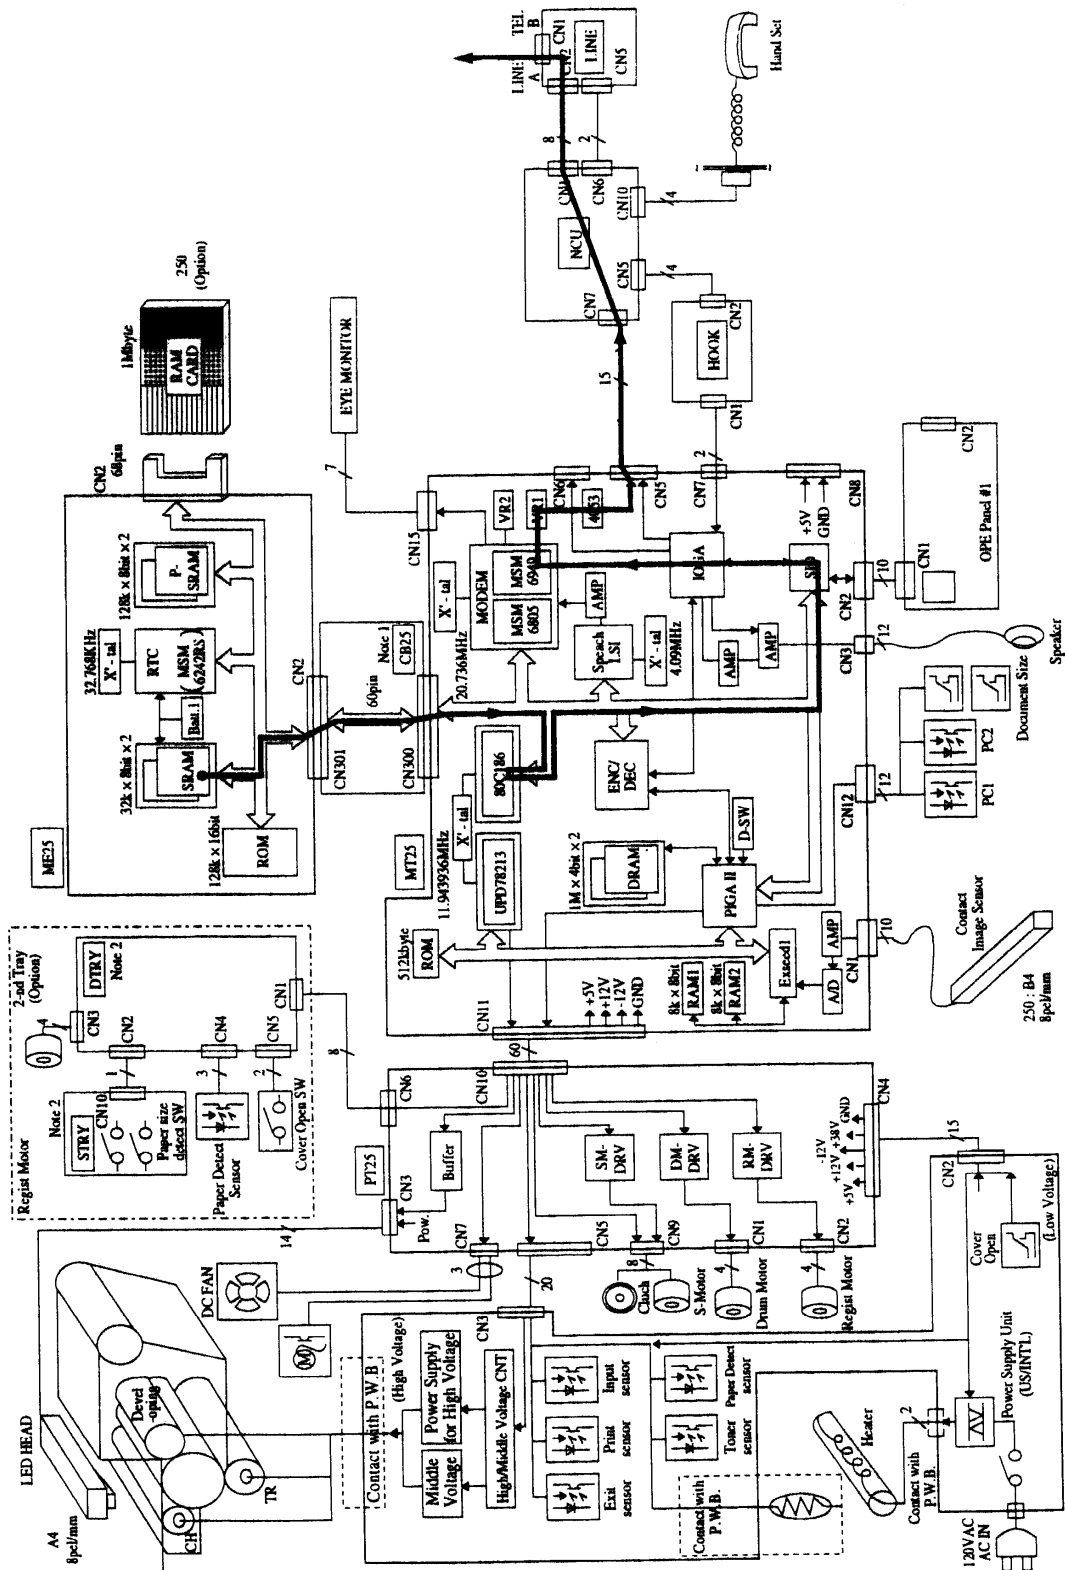 LED HEAD
A4
8pel/mm
CH
TR
Devel
-oping
DC FAN
M
14
Regist Motor
2-nd Tray
(Option)
4
CN3
DTRY
Note 2
CN2
CN4
CN5
CN1
1
3
2
8
Note 2
STRY
CN10
Paper size
detect SW
Paper Detect
Sensor
Cover Open SW
ME25
128k × 16bit
ROM
32k × 8bit × 2
SRAM
Batt.1
32.768KHz
X'- tal
RTC
MSM
6242RS
128k × 8bit × 2
P-
SRAM
CN2
68pin
1Mbyte
RAM
CARD
250
(Option)
CN2
CN301
60pin
Note 1
CB25
CN300
EYE MONITOR
7
CN15
PT25
CN6
CN3
Pow.
Buffer
CN7
3
CN10
60
CN11
SM-
DRV
DM-
DRV
RM-
DRV
CN5
20
CN9
8
Cluch
S-Motor
CN1
4
Drum Motor
CN2
4
Regist Motor
+5V
+12V
-12V
+38V
GND
CN4
15
MT25
11.943936MHz
X'- tal
UPD78213
80C186
512kbyte
ROM
20.736MHz
X'- tal
MODEM
MSM
6805
MSM
6949
VR2
VR1
4053
AMP
Speach
LSI
X'- tal
4.09MHz
ENC/
DEC
1M × 4bit × 2
DRAM
D-SW
PIGA II
IOGA
AMP
AMP
+5V
+12V
-12V
GND
8k × 8bit
RAM1
8k × 8bit
RAM2
Exseed1
A/D
AMP
CN1
10
CN12
12
CN3
12
CN2
10
CN6
CN5
CN7
CN8
+5V
GND
15
CN7
NCU
CN6
CN5
CN10
4
4
8
2
LINE
A
TEL
B
CN2
CN1
LINE
CN5
Hand Set
2
CN1
HOOK
CN2
CN1
CN2
OPE Panel #1
Speaker
Document Size
PC2
PC1
Contact
Image Sensor
250 : B4
8pel/mm
Contact with P.W.B
(High Voltage)
Middle
Voltage
Power Supply
for High Voltage
High/Middle Voltage CNT
CN3
Exit
sensor
Print
sensor
Input
sensor
Toner
sensor
Paper Detect
sensor
Contact with
P.W.B.
Heater
Contact with
P.W.B.
2
Power Supply Unit
(US/INT'L)
Cover
Open
(Low Voltage)
CN2
120VAC
AC IN